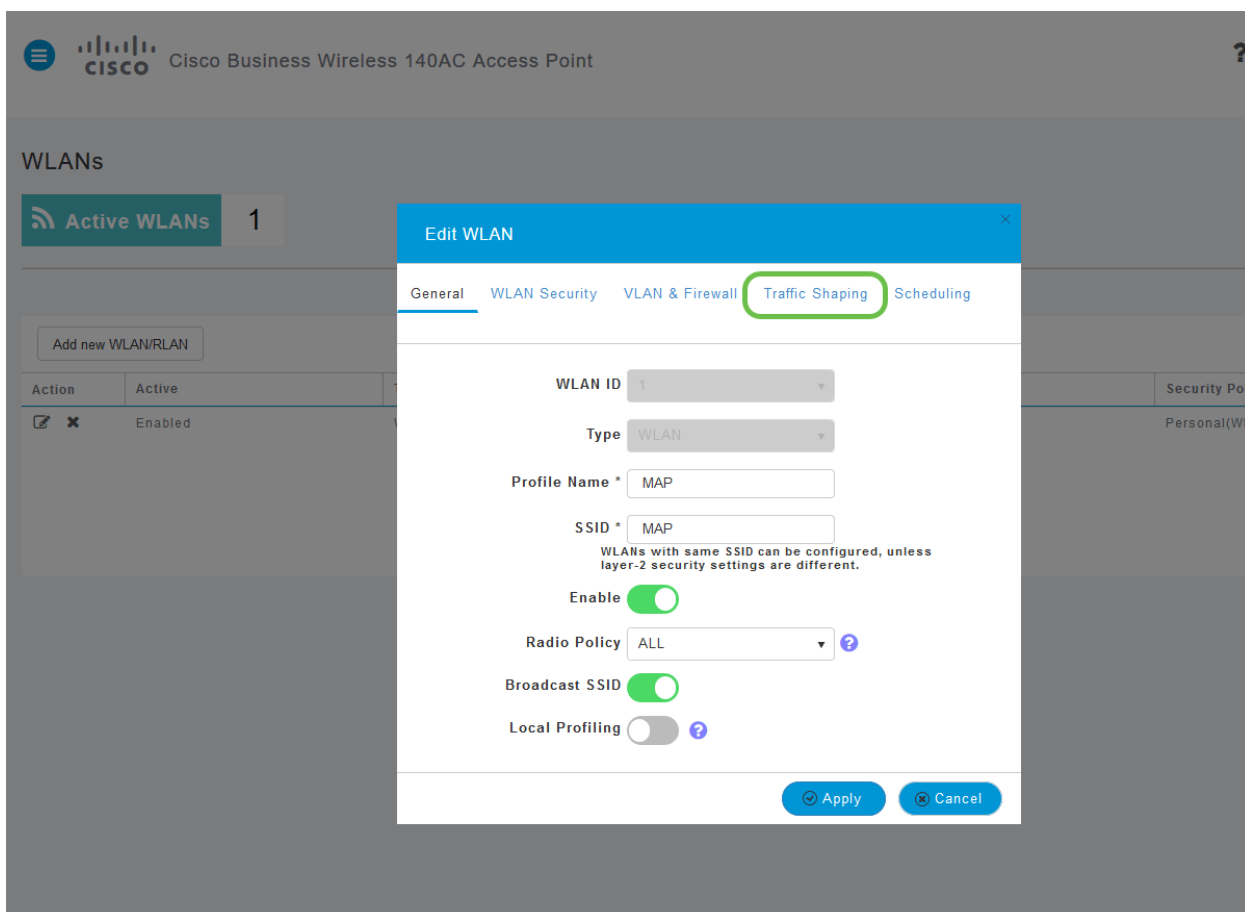 CISCO Cisco Business Wireless 140AC Access Point ?
WLANs
Active WLANs 1
Edit WLAN ×
General WLAN Security VLAN & Firewall Traffic Shaping Scheduling
Add new WLAN/RLAN
Action Active Security Po
Enabled Personal(W
WLAN ID 1
Type WLAN
Profile Name * MAP
SSID * MAP
WLANs with same SSID can be configured, unless
layer-2 security settings are different.
Enable
Radio Policy ALL ?
Broadcast SSID
Local Profiling ?
Apply Cancel